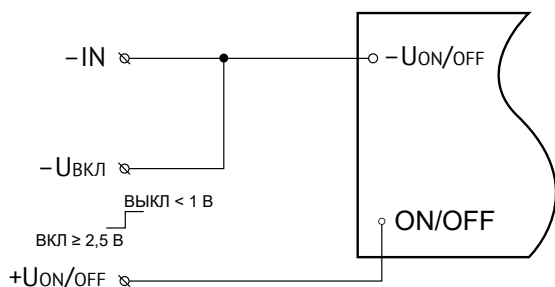 –IN
–UON/OFF
–UВКЛ
ВЫКЛ < 1 В
ВКЛ ≥ 2,5 В
ON/OFF
+UON/OFF